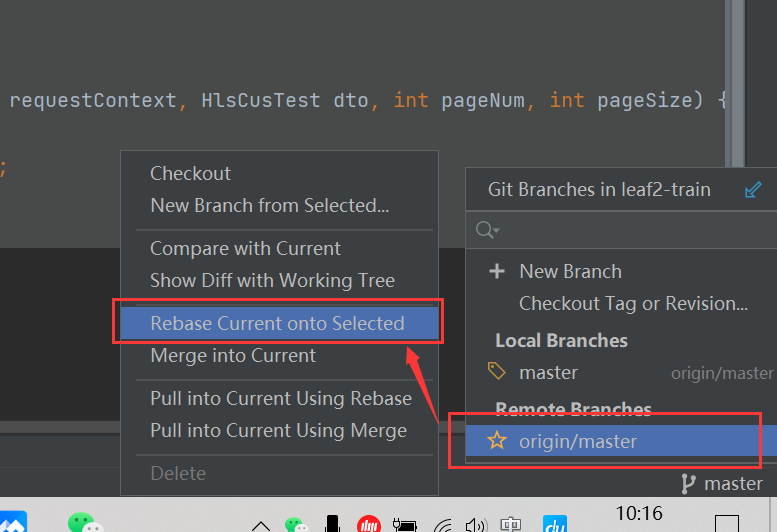 requestContext, HlsCusTest dto, int pageNum, int pageSize) {
;
Checkout
New Branch from Selected...
Compare with Current
Show Diff with Working Tree
Rebase Current onto Selected
Merge into Current
Pull into Current Using Rebase
Pull into Current Using Merge
Delete
Git Branches in leaf2-train
New Branch
Checkout Tag or Revision...
Local Branches
master origin/master
Remote Branches
origin/master
master
中
du
10:16